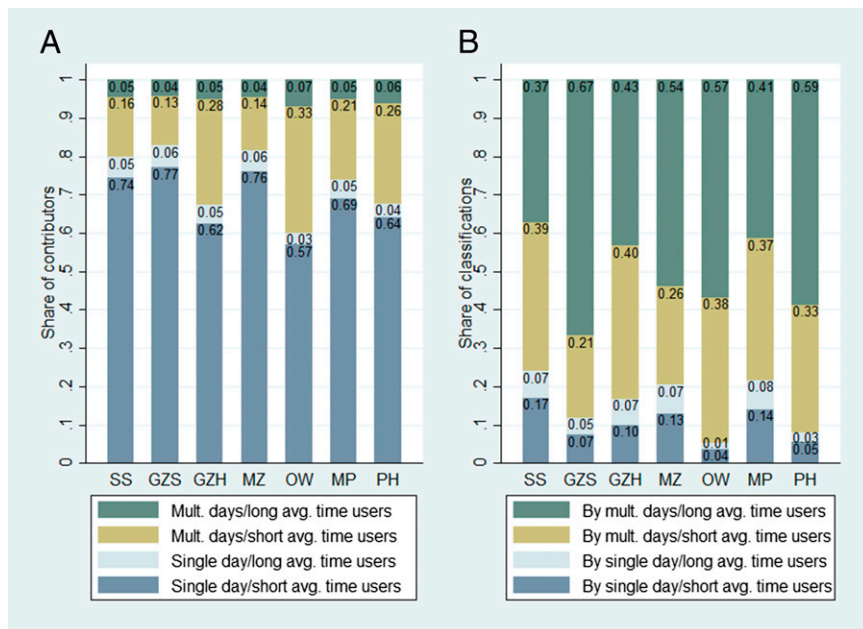 A
Share of contributors
1
.9
.8
.7
.6
.5
.4
.3
.2
.1
0
0.05 0.04 0.05 0.04 0.07 0.05 0.06
0.16 0.13 0.28 0.14 0.33 0.21 0.26
0.05 0.06 0.05 0.06 0.03 0.05 0.04
0.74 0.77 0.62 0.76 0.57 0.69 0.64
SS GZS GZH MZ OW MP PH
Mult. days/long avg. time users
Mult. days/short avg. time users
Single day/long avg. time users
Single day/short avg. time users
B
Share of classifications
1
.9
.8
.7
.6
.5
.4
.3
.2
.1
0
0.37 0.67 0.43 0.54 0.57 0.41 0.59
0.39 0.21 0.40 0.26 0.38 0.37 0.33
0.07 0.05 0.07 0.07 0.01 0.08 0.03
0.17 0.07 0.10 0.13 0.04 0.14 0.05
SS GZS GZH MZ OW MP PH
By mult. days/long avg. time users
By mult. days/short avg. time users
By single day/long avg. time users
By single day/short avg. time users